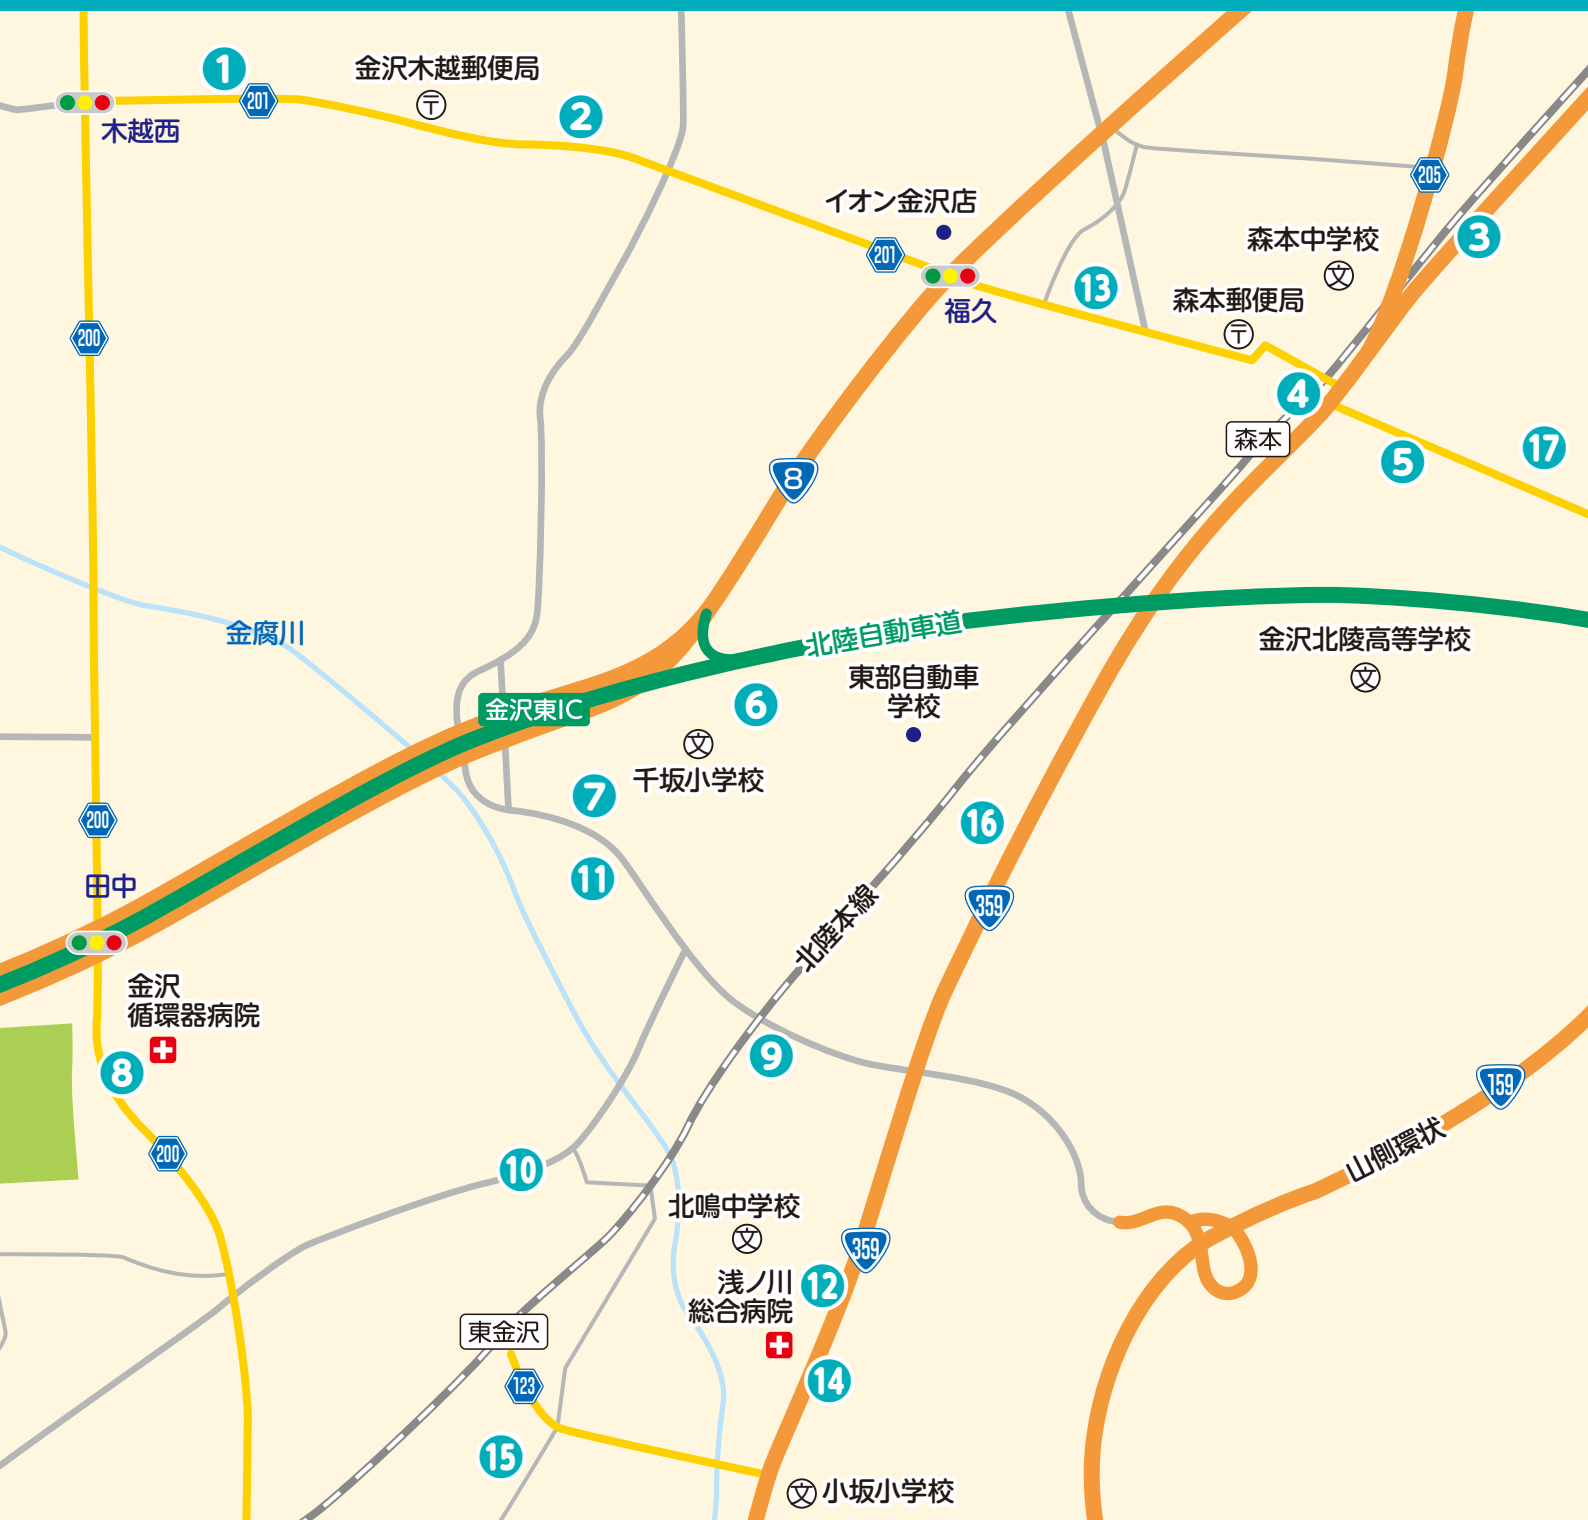 1
金沢木越郵便局
〒
201
2
木越西
イオン金沢店
205
201
森本中学校
文
3
福久
13
森本郵便局
〒
200
4
森本
5
17
8
金腐川
北陸自動車道
金沢北陵高等学校
文
東部自動車
学校
金沢東IC
6
文
千坂小学校
7
200
16
11
田中
359
北陸本線
金沢
循環器病院
8
9
159
山側環状
200
10
北鳴中学校
文
359
浅ノ川
総合病院
12
東金沢
123
14
15
文
小坂小学校